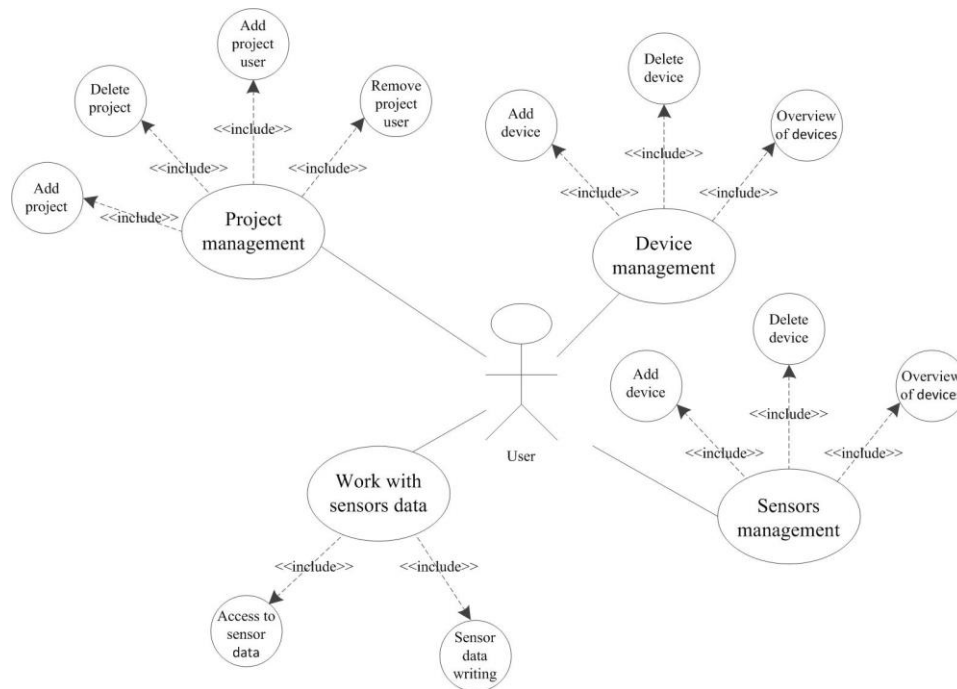 Add
project
user
Delete
project
Remove
project
user
<<include>>
<<include>>
<<include>>
Add
project
<<include>>
Project
management
Delete
device
Add
device
Overview
of devices
<<include>>
<<include>>
<<include>>
Device
management
User
Delete
device
Add
device
Overview
of devices
<<include>>
<<include>>
<<include>>
Sensors
management
Work with
sensors data
<<include>>
<<include>>
Access to
sensor
data
Sensor
data
writing